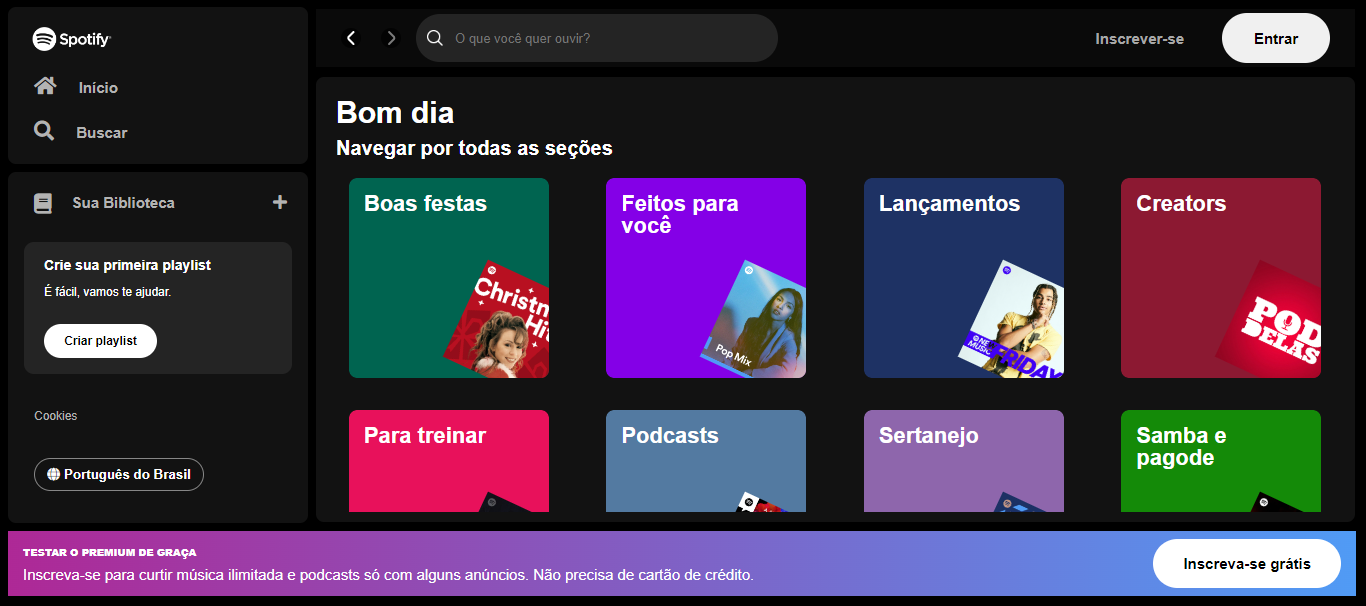 Spotify
Início
Buscar
Sua Biblioteca
Crie sua primeira playlist
É fácil, vamos te ajudar.
Criar playlist
Cookies
Português do Brasil
O que você quer ouvir?
Inscrever-se
Entrar
Bom dia
Navegar por todas as seções
Boas festas
Christm
Hi
Feitos para
você
Pop Mix
Lançamentos
NE
MUSIC
FRIDAY
Creators
POD
DELAS
Para treinar
Podcasts
Sertanejo
Samba e
pagode
TESTAR O PREMIUM DE GRAÇA
Inscreva-se para curtir música ilimitada e podcasts só com alguns anúncios. Não precisa de cartão de crédito.
Inscreva-se grátis